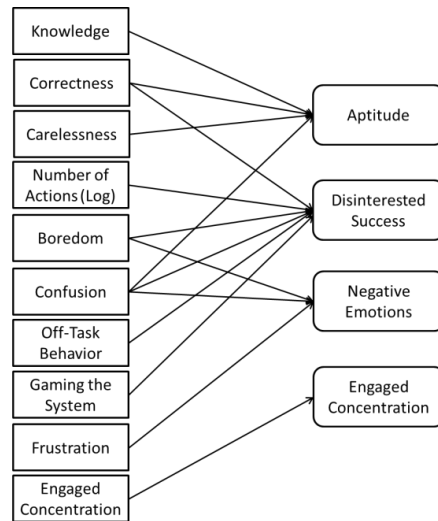 Knowledge
Correctness
Carelessness
Number of
Actions (Log)
Boredom
Confusion
Off-Task
Behavior
Gaming the
System
Frustration
Engaged
Concentration
Aptitude
Disinterested
Success
Negative
Emotions
Engaged
Concentration